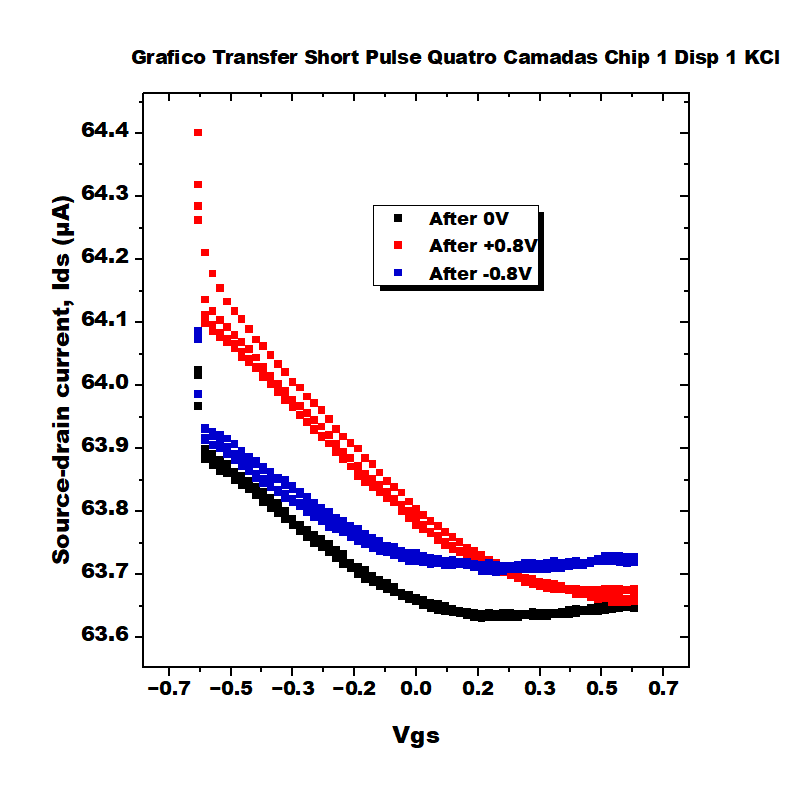 Grafico Transfer Short Pulse Quatro Camadas Chip 1 Disp 1 KCl
64.4
64.3
64.2
64.1
64.0
63.9
63.8
63.7
63.6
Source-drain current, Ids (μA)
After 0V
After +0.8V
After -0.8V
−0.7 −0.5 −0.3 −0.2 0.0 0.2 0.3 0.5 0.7
Vgs